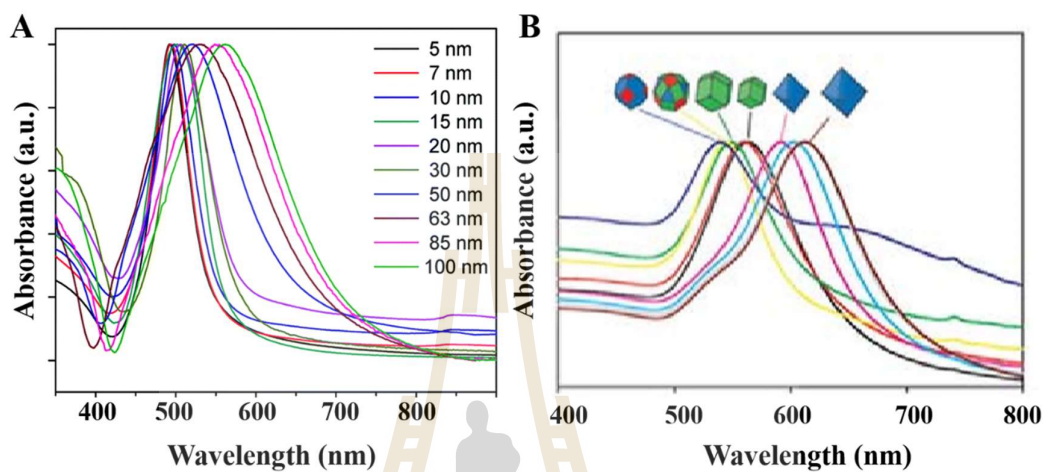 A
Absorbance (a.u.)
5 nm
7 nm
10 nm
15 nm
20 nm
30 nm
50 nm
63 nm
85 nm
100 nm
400 500 600 700 800
Wavelength (nm)
B
Absorbance (a.u.)
400 500 600 700 800
Wavelength (nm)